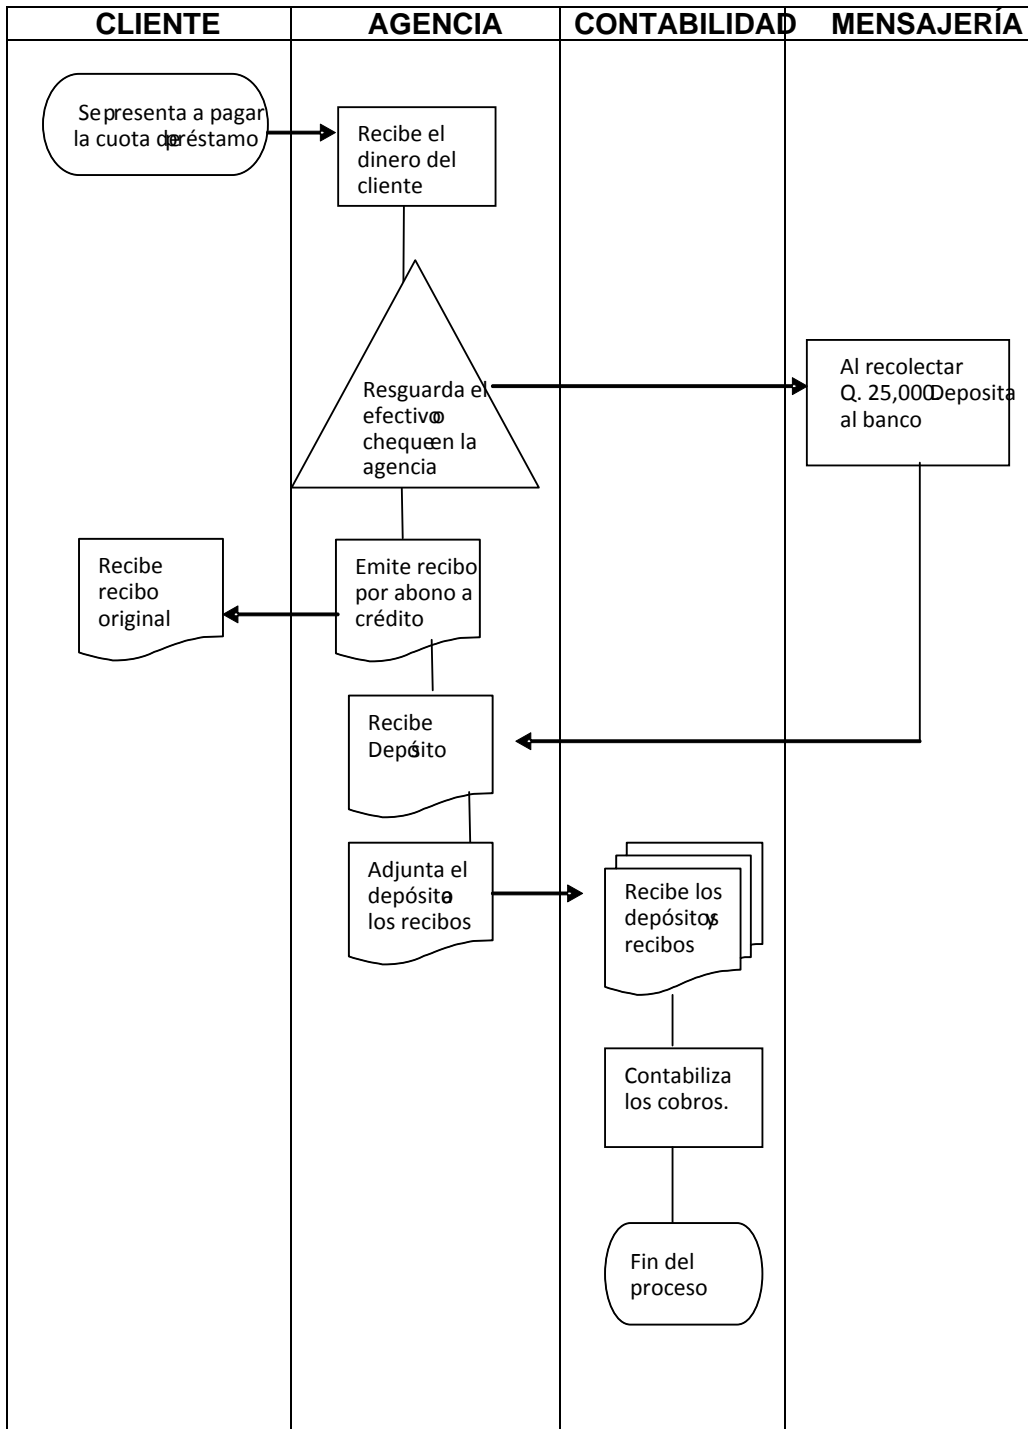 CLIENTE AGENCIA CONTABILIDAD MENSAJERÍA
Se presenta a pagar
la cuota de préstamo
Recibe el
dinero del
cliente
Resguarda el
efectivo o
cheque en la
agencia
Al recolectar
Q. 25,000 Deposita
al banco
Recibe
recibo
original
Emite recibo
por abono a
crédito
Recibe
Depósito
Adjunta el
depósito a
los recibos
Recibe los
depósitos y
recibos
Contabiliza
los cobros.
Fin del
proceso